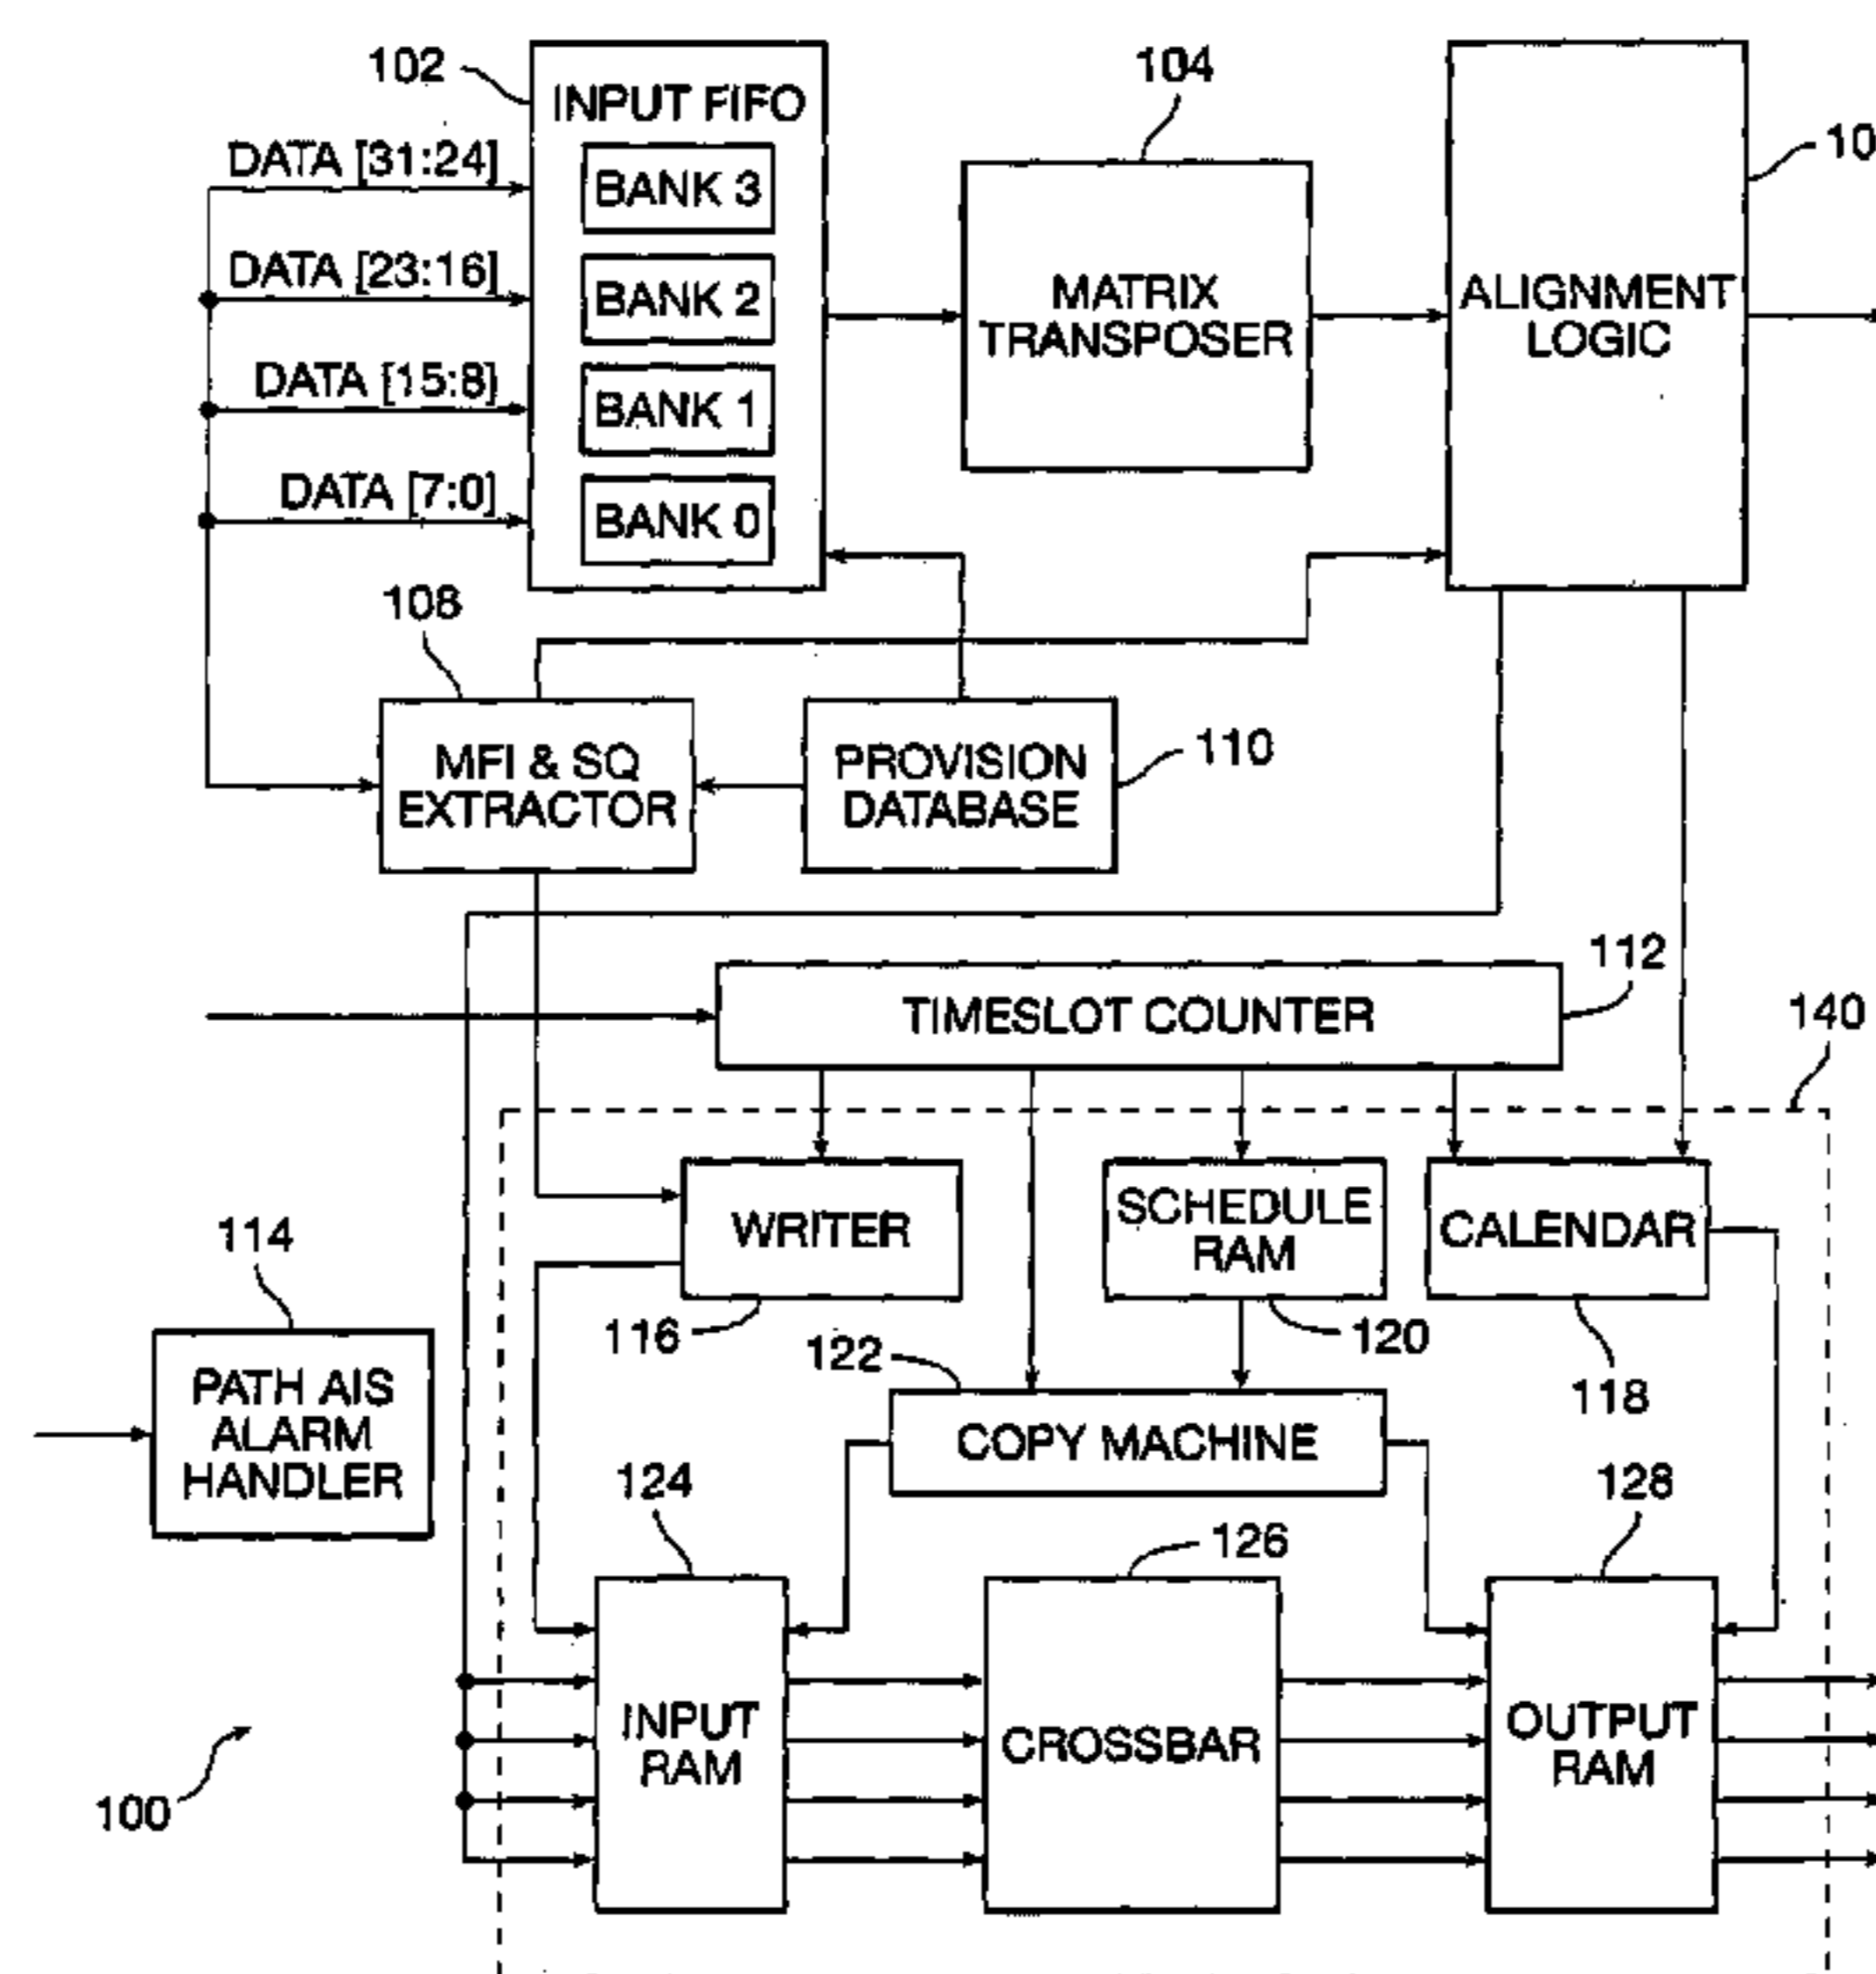 102
INPUT FIFO
DATA [31:24]
BANK 3
DATA [23:16]
BANK 2
DATA [15:8]
BANK 1
DATA [7:0]
BANK 0
104
MATRIX
TRANSPOSER
ALIGNMENT
LOGIC
10
108
MFI & SQ
EXTRACTOR
PROVISION
DATABASE
110
112
TIMESLOT COUNTER
140
WRITER
116
SCHEDULE
RAM
120
CALENDAR
118
114
PATH AIS
ALARM
HANDLER
122
COPY MACHINE
124
INPUT
RAM
126
CROSSBAR
128
OUTPUT
RAM
100